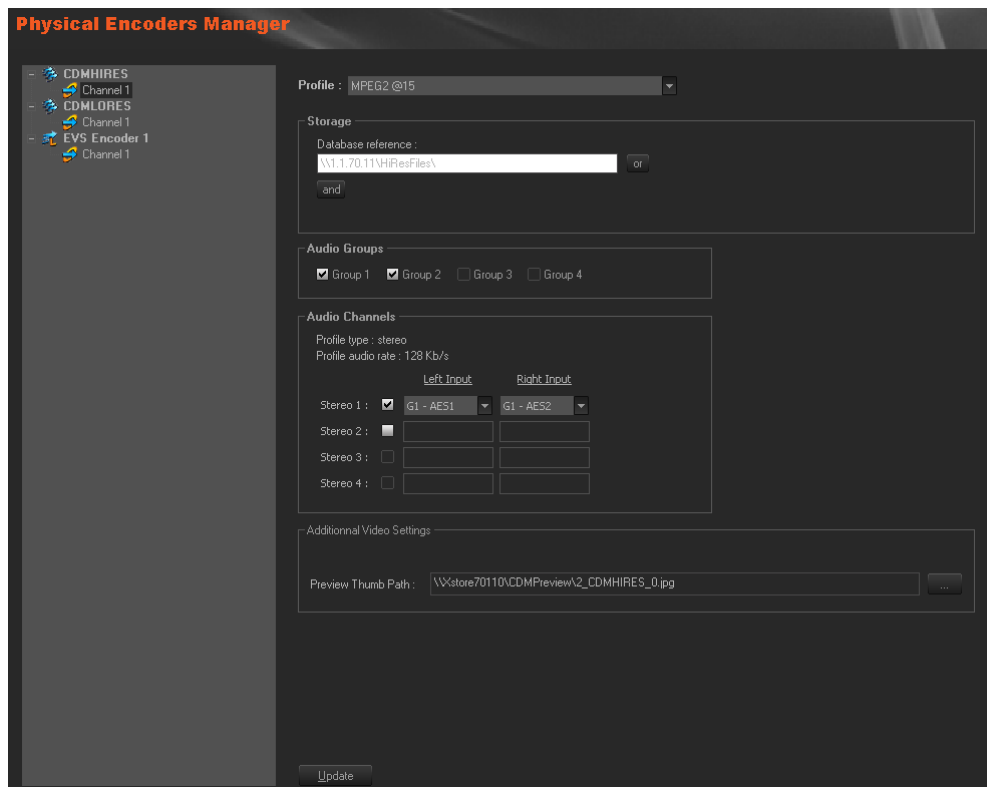 Physical Encoders Manager
CDMHIRES
Channel 1
CDMLORES
Channel 1
EVS Encoder 1
Channel 1
Profile : MPEG2 @15
Storage
Database reference :
\\1.1.70.11\HiResFiles\ or
and
Audio Groups
Group 1 Group 2 Group 3 Group 4
Audio Channels
Profile type : stereo
Profile audio rate : 128 Kb/s
Left Input Right Input
Stereo 1 : G1 - AES1 G1 - AES2
Stereo 2 :
Stereo 3 :
Stereo 4 :
Additionnal Video Settings
Preview Thumb Path : \\Xstore70110\CDMPreview\2_CDMHIRES_0.jpg ...
Update